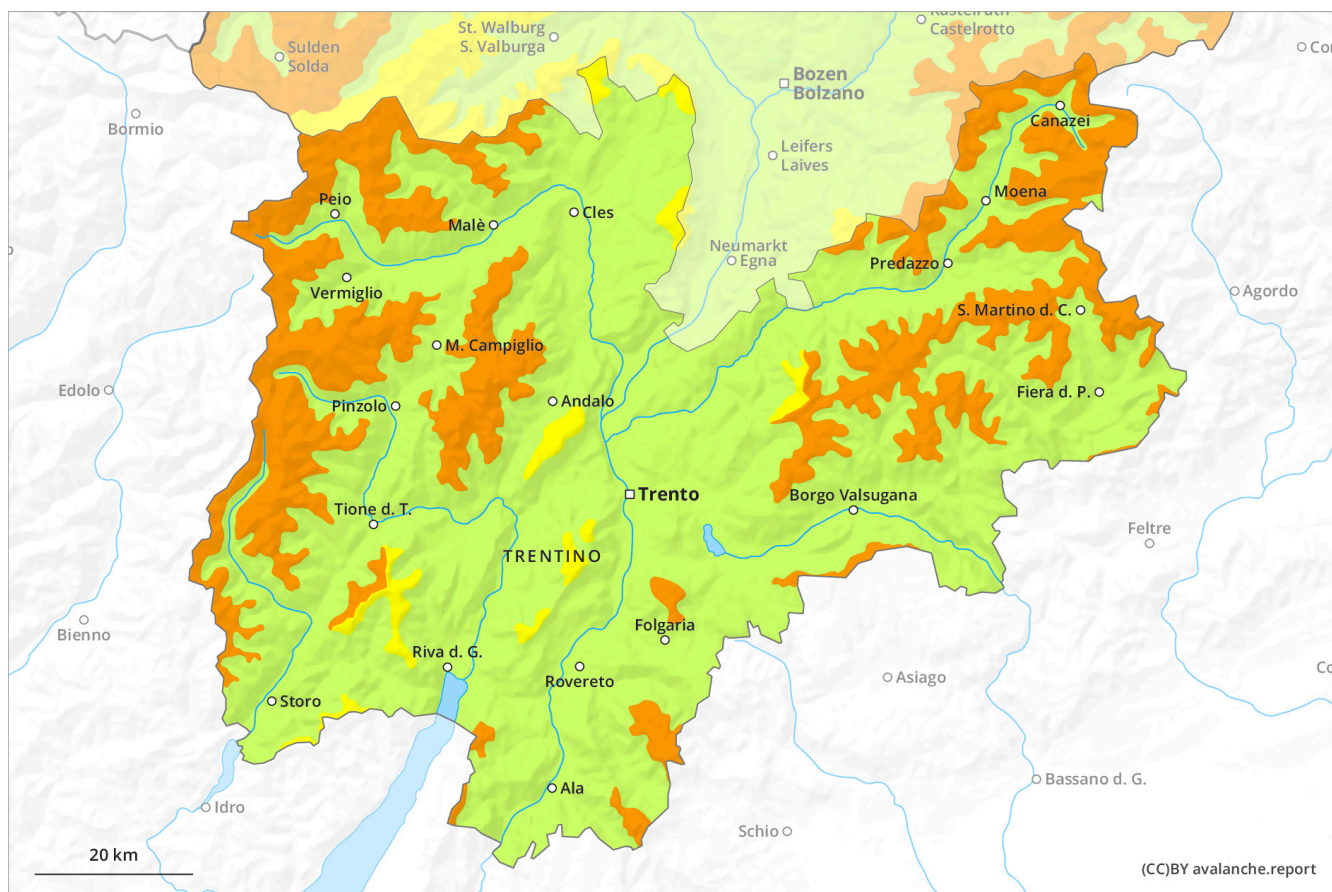 Kastelruth
Castelrotto
St. Walburg
S. Valburga
Sulden
Solda
Bozen
Bolzano
Bormio
Canazei
Leifers
Laives
Peio
Moena
Malè
Cles
Neumarkt
Egna
Predazzo
Vermiglio
Agordo
S. Martino d. C.
M. Campiglio
Edolo
Fiera d. P.
Pinzolo
Andalo
Trento
Borgo Valsugana
Tione d. T.
Feltre
TRENTINO
Bienno
Folgaria
Riva d. G.
Asiago
Rovereto
Storo
Bassano d. G.
Ala
Idro
Schio
20 km
(CC)BY avalanche.report